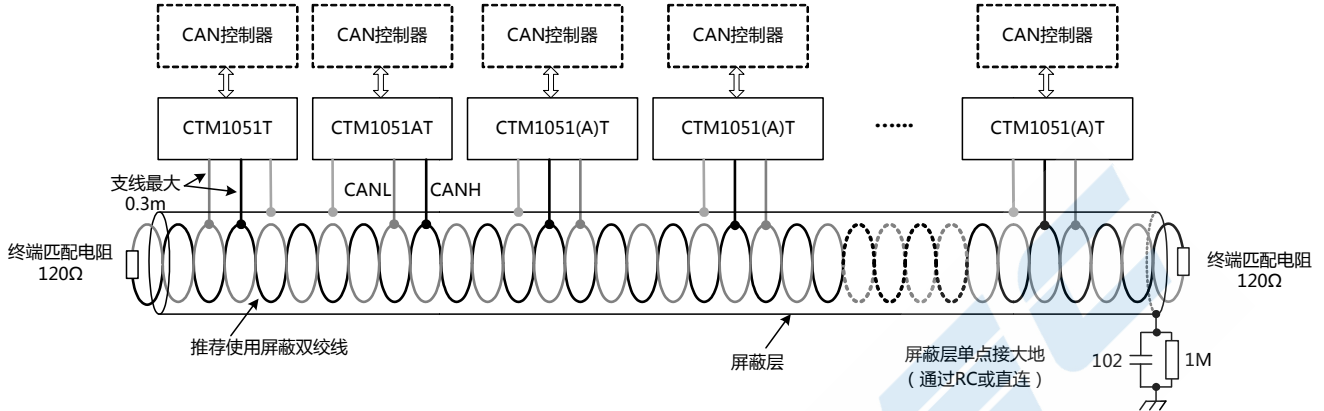 CAN控制器
CAN控制器
CAN控制器
CAN控制器
CAN控制器
CTM1051T
CTM1051AT
CTM1051(A)T
CTM1051(A)T
······
CTM1051(A)T
支线最大
0.3m
CANL
CANH
终端匹配电阻
120Ω
终端匹配电阻
120Ω
推荐使用屏蔽双绞线
屏蔽层
屏蔽层单点接大地
（通过RC或直连）
102
1M